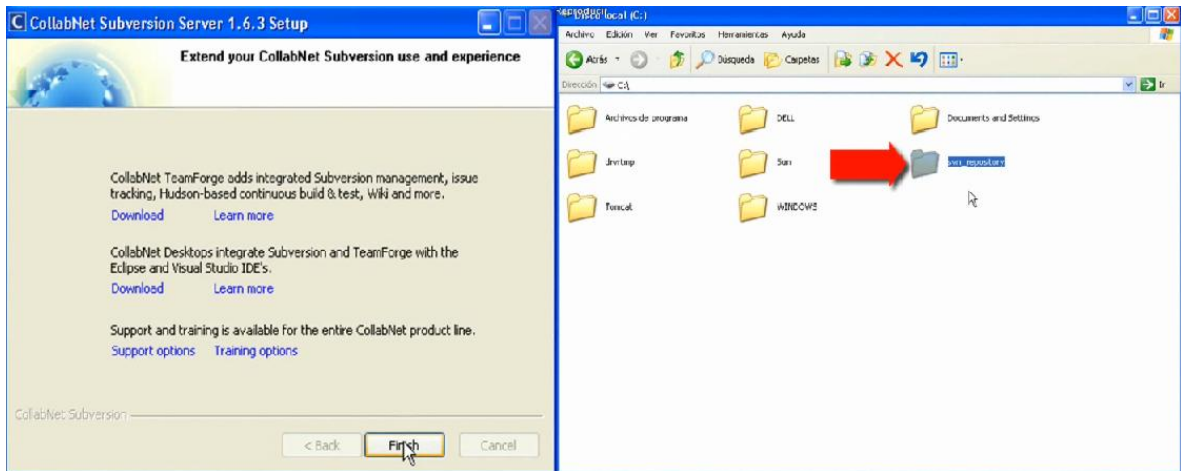 CollabNet Subversion Server 1.6.3 Setup
Extend your CollabNet Subversion use and experience
CollabNet TeamForge adds integrated Subversion management, issue
tracking, Hudson-based continuous build & test, Wiki and more.
Download Learn more
CollabNet Desktops integrate Subversion and TeamForge with the
Eclipse and Visual Studio IDE's.
Download Learn more
Support and training is available for the entire CollabNet product line.
Support options Training options
CollabNet Subversion
< Back Finish Cancel
local (C:)
Archivo Edición Ver Favoritos Herramientas Ayuda
Atrás Búsqueda Carpetas
Dirección C:\ Ir
Archivos de programa DELL Documents and Settings
Sun svn_repository
Tomcat WINDOWS